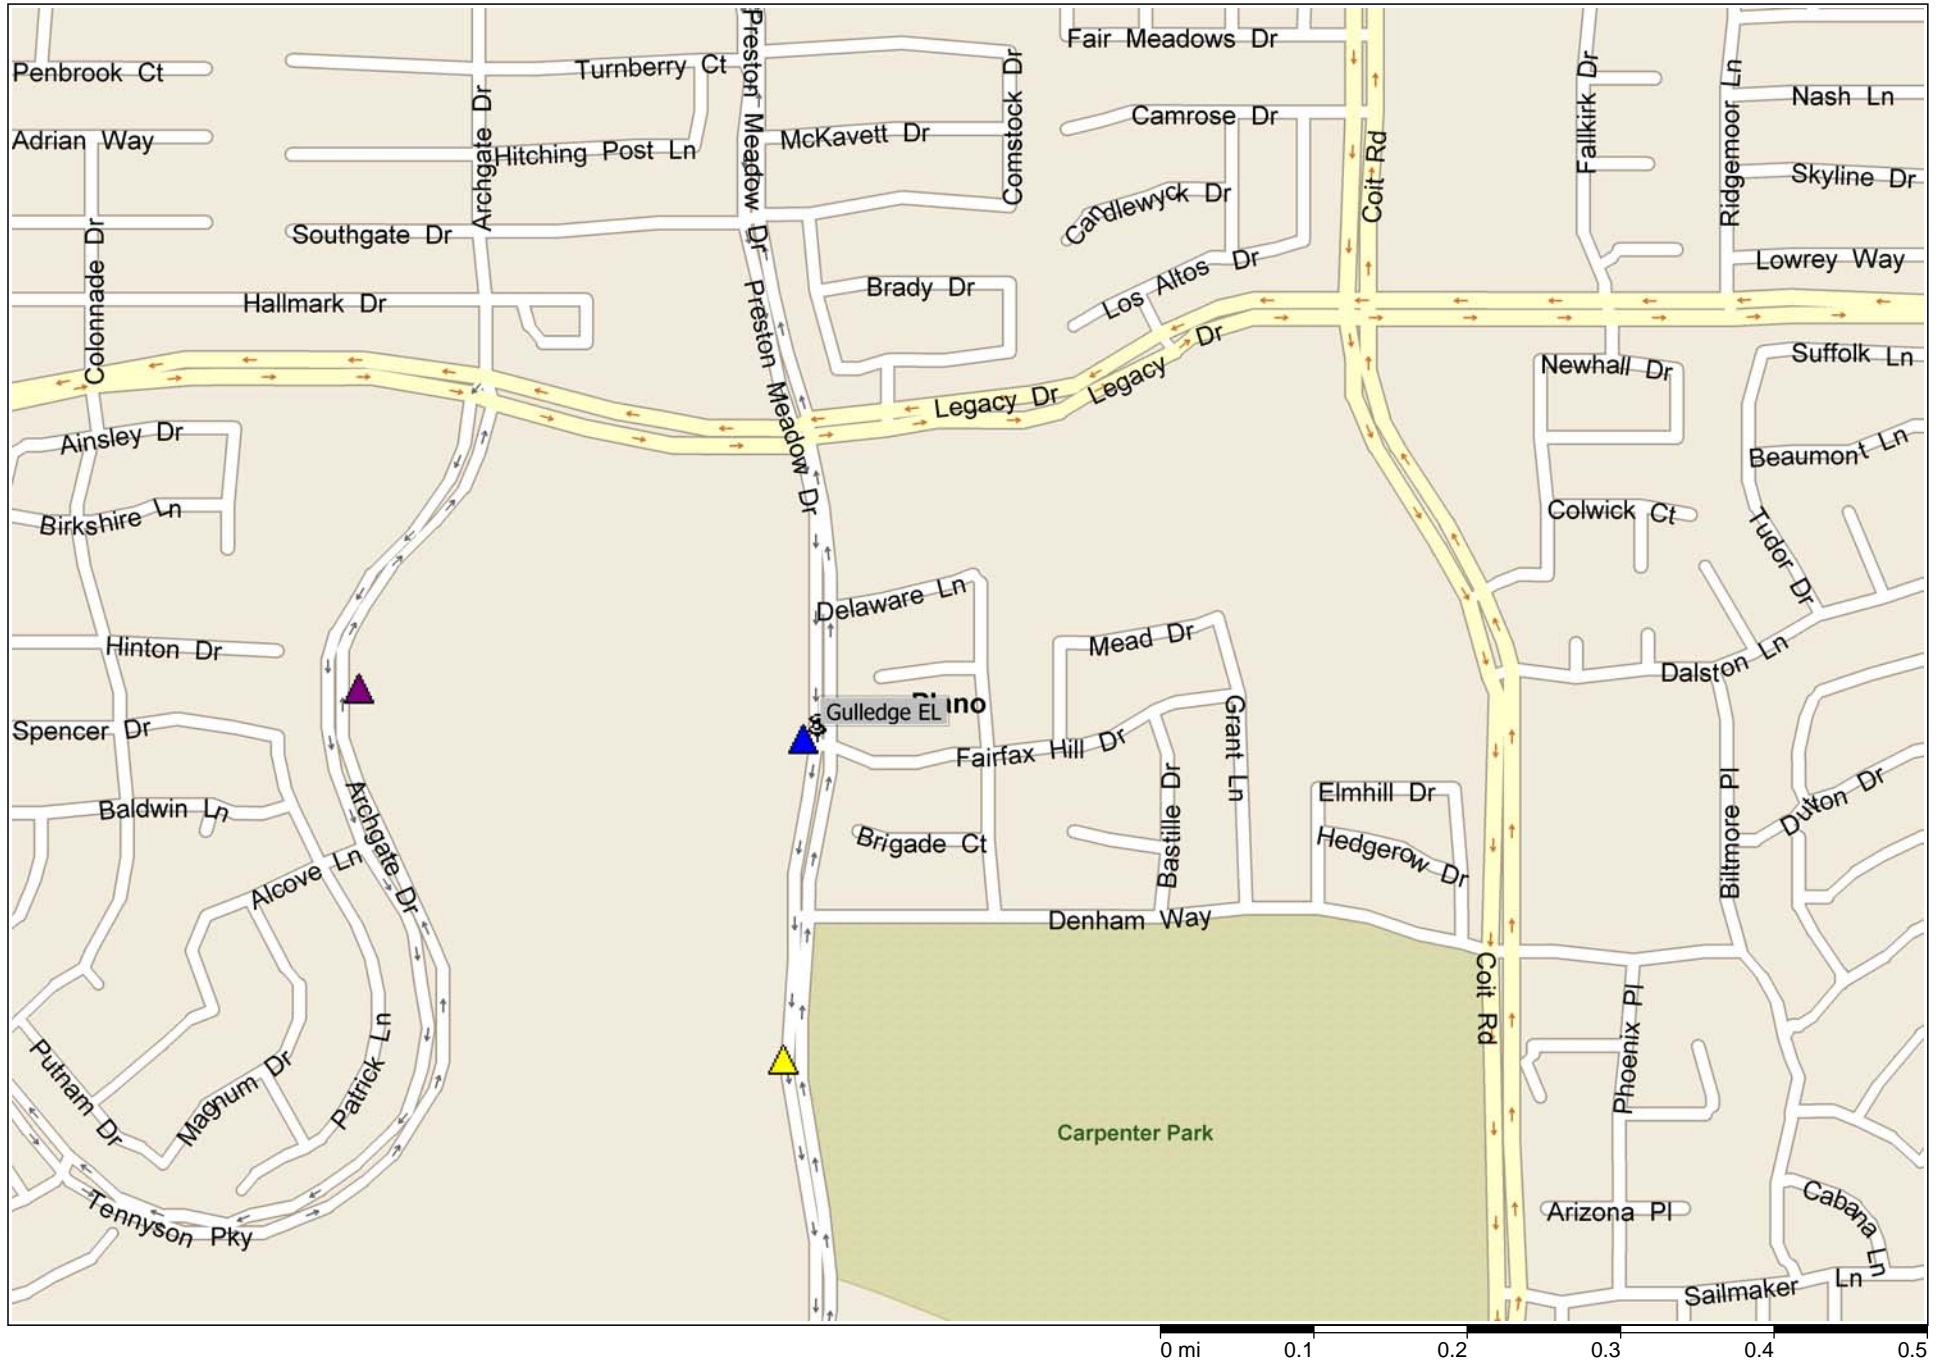 Preston Meadow Dr
Fair Meadows Dr
Penbrook Ct
Turnberry Ct
Comstock Dr
Fallkirk Dr
Ridgemoor Ln
Nash Ln
Archgate Dr
Camrose Dr
Adrian Way
McKavett Dr
Hitching Post Ln
Coit Rd
Skyline Dr
Candlewyck Dr
Southgate Dr
Colonnade Dr
Los Altos Dr
Lowrey Way
Brady Dr
Hallmark Dr
Preston Meadow Dr
Legacy Dr
Legacy Dr
Newhall Dr
Suffolk Ln
Ainsley Dr
Beaumont Ln
Birkshire Ln
Colwick Ct
Tudor Dr
Delaware Ln
Hinton Dr
Mead Dr
Dalston Ln
Gulledge EL
Spencer Dr
Fairfax Hill Dr
Grant Ln
Baldwin Ln
Archgate Dr
Bastille Dr
Elmhill Dr
Biltmore Pl
Dutton Dr
Brigade Ct
Hedgerow Dr
Alcove Ln
Denham Way
Coit Rd
Phoenix Pl
Putnam Dr
Magnum Dr
Patrick Ln
Carpenter Park
Tennyson Pky
Arizona Pl
Cabana Ln
Sailmaker Ln
0 mi 0.1 0.2 0.3 0.4 0.5